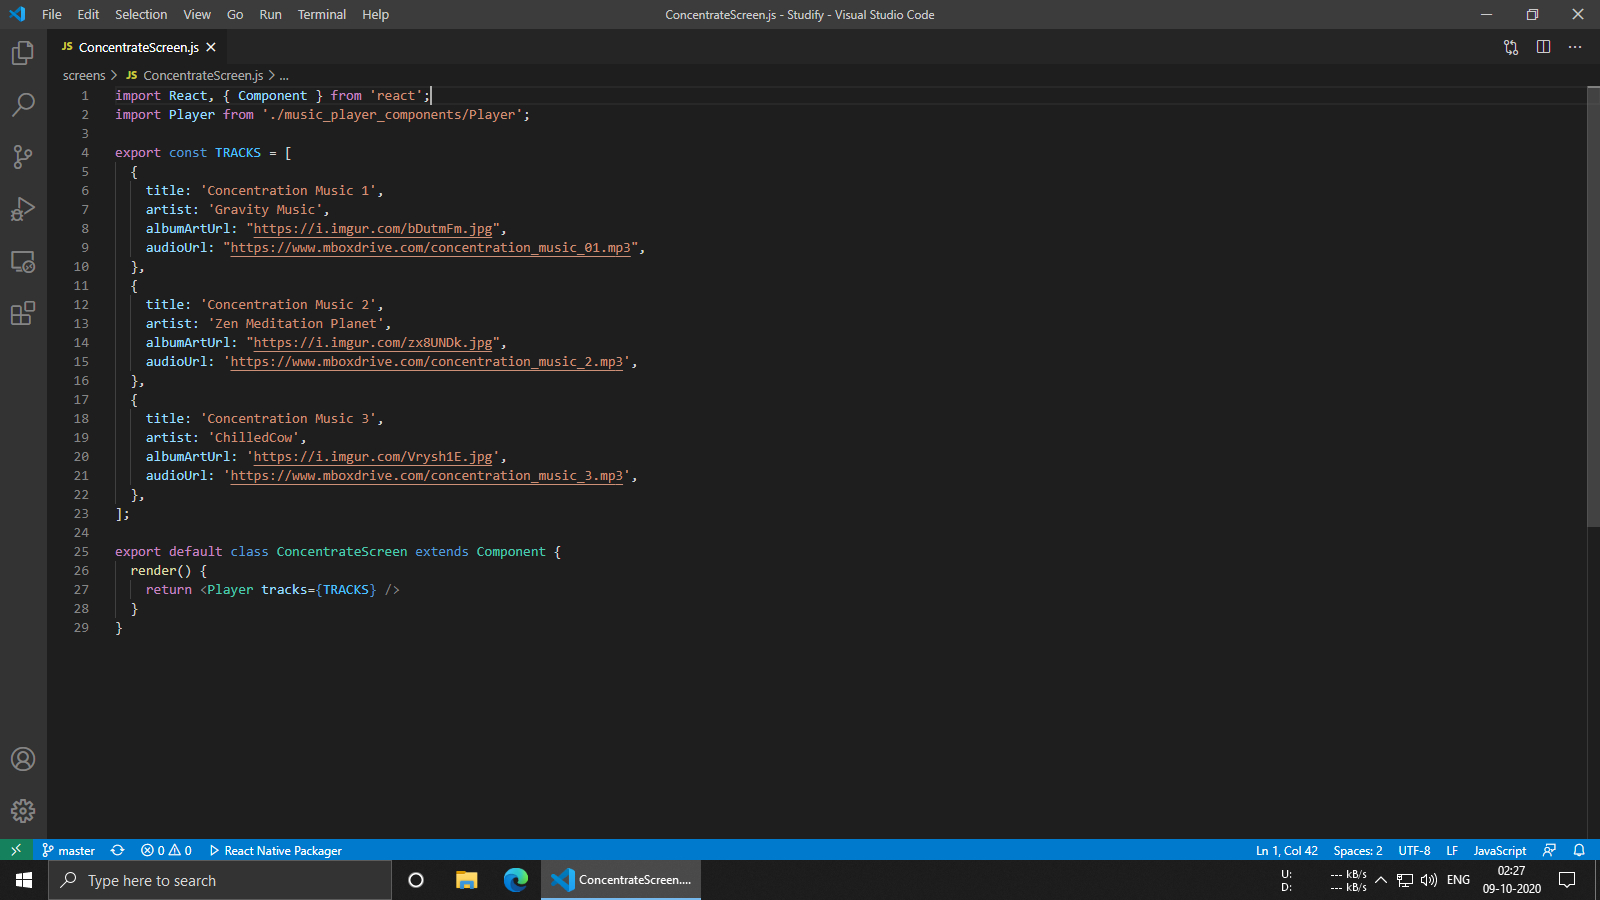 File Edit Selection View Go Run Terminal Help
ConcentrateScreen.js - Studify - Visual Studio Code
JS ConcentrateScreen.js
screens > JS ConcentrateScreen.js > ...
1 import React, { Component } from 'react';
2 import Player from './music_player_components/Player';
3
4 export const TRACKS = [
5 {
6 title: 'Concentration Music 1',
7 artist: 'Gravity Music',
8 albumArtUrl: "https://i.imgur.com/bDutmFm.jpg",
9 audioUrl: "https://www.mboxdrive.com/concentration_music_01.mp3",
10 },
11 {
12 title: 'Concentration Music 2',
13 artist: 'Zen Meditation Planet',
14 albumArtUrl: "https://i.imgur.com/zx8UNDk.jpg",
15 audioUrl: 'https://www.mboxdrive.com/concentration_music_2.mp3',
16 },
17 {
18 title: 'Concentration Music 3',
19 artist: 'ChilledCow',
20 albumArtUrl: 'https://i.imgur.com/Vrysh1E.jpg',
21 audioUrl: 'https://www.mboxdrive.com/concentration_music_3.mp3',
22 },
23 ];
24
25 export default class ConcentrateScreen extends Component {
26 render() {
27 return <Player tracks={TRACKS} />
28 }
29 }
master 0 0 React Native Packager
Ln 1, Col 42 Spaces: 2 UTF-8 LF JavaScript
Type here to search
ConcentrateScreen....
U: --- kB/s
D: --- kB/s
ENG
02:27
09-10-2020